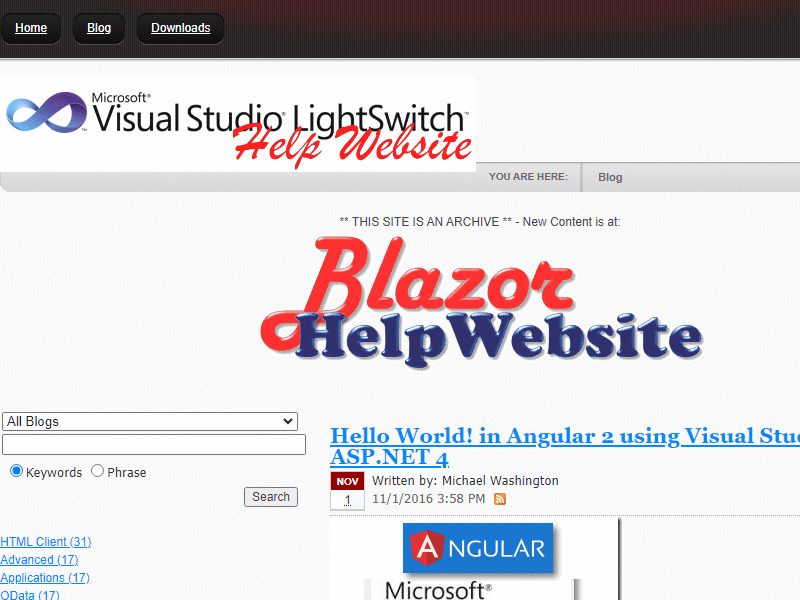 Home
Blog
Downloads
Microsoft®
Visual Studio® LightSwitch™
Help Website
YOU ARE HERE:
Blog
** THIS SITE IS AN ARCHIVE ** - New Content is at:
Blazor
HelpWebsite
All Blogs
Keywords
Phrase
Search
HTML Client (31)
Advanced (17)
Applications (17)
OData (17)
Hello World! in Angular 2 using Visual
ASP.NET 4
NOV
1
Written by: Michael Washington
11/1/2016 3:58 PM
ANGULAR
Microsoft®